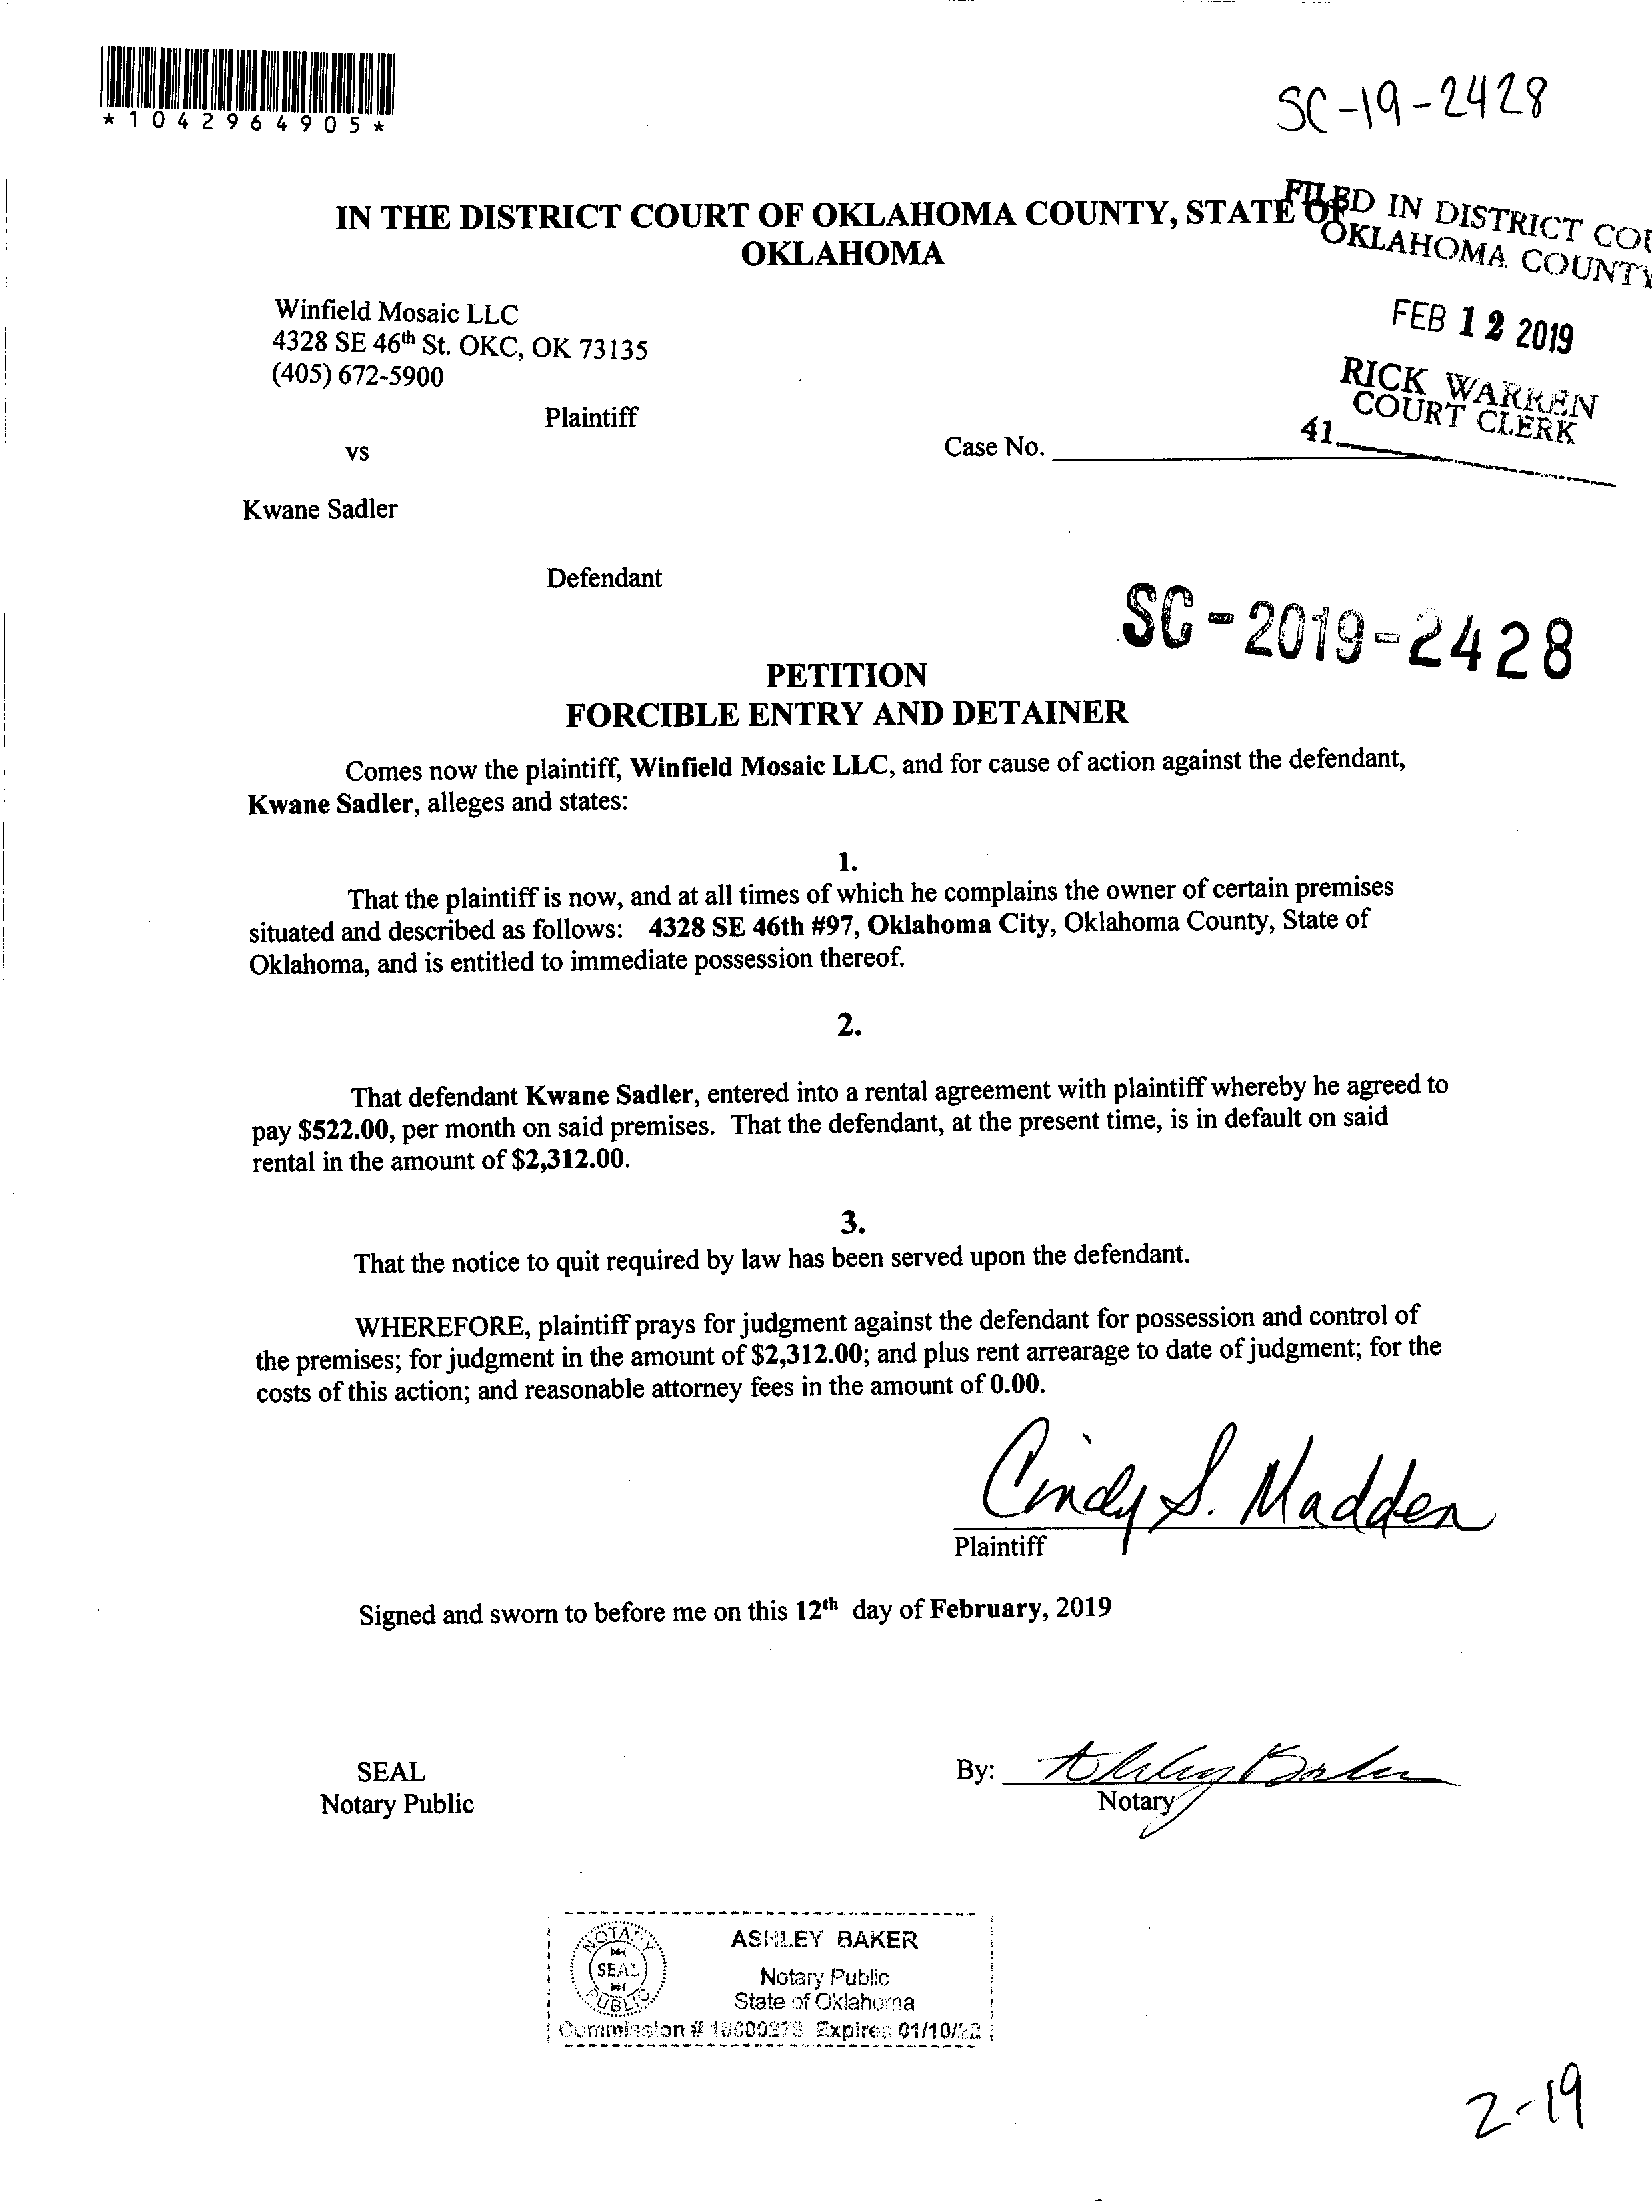 *1042964905*
SC-19-2428
IN THE DISTRICT COURT OF OKLAHOMA COUNTY, STATE OF
OKLAHOMA
FILED IN DISTRICT COU
OKLAHOMA COUNTY
FEB 12 2019
RICK WARREN
COURT CLERK
41
Winfield Mosaic LLC
4328 SE 46th St. OKC, OK 73135
(405) 672-5900
Plaintiff
vs
Case No.
Kwane Sadler
Defendant
SC-2019-2428
PETITION
FORCIBLE ENTRY AND DETAINER
Comes now the plaintiff, Winfield Mosaic LLC, and for cause of action against the defendant,
Kwane Sadler, alleges and states:
1.
That the plaintiff is now, and at all times of which he complains the owner of certain premises
situated and described as follows: 4328 SE 46th #97, Oklahoma City, Oklahoma County, State of
Oklahoma, and is entitled to immediate possession thereof.
2.
That defendant Kwane Sadler, entered into a rental agreement with plaintiff whereby he agreed to
pay $522.00, per month on said premises. That the defendant, at the present time, is in default on said
rental in the amount of $2,312.00.
3.
That the notice to quit required by law has been served upon the defendant.
WHEREFORE, plaintiff prays for judgment against the defendant for possession and control of
the premises; for judgment in the amount of $2,312.00; and plus rent arrearage to date of judgment; for the
costs of this action; and reasonable attorney fees in the amount of 0.00.
Cindy S. Madden
Plaintiff
Signed and sworn to before me on this 12th day of February, 2019
SEAL
Notary Public
By: Ashley Baker
Notary
NOTARY
SEAL
PUBLIC
ASHLEY BAKER
Notary Public
State of Oklahoma
Commission # Expires 01/10/22
2-19